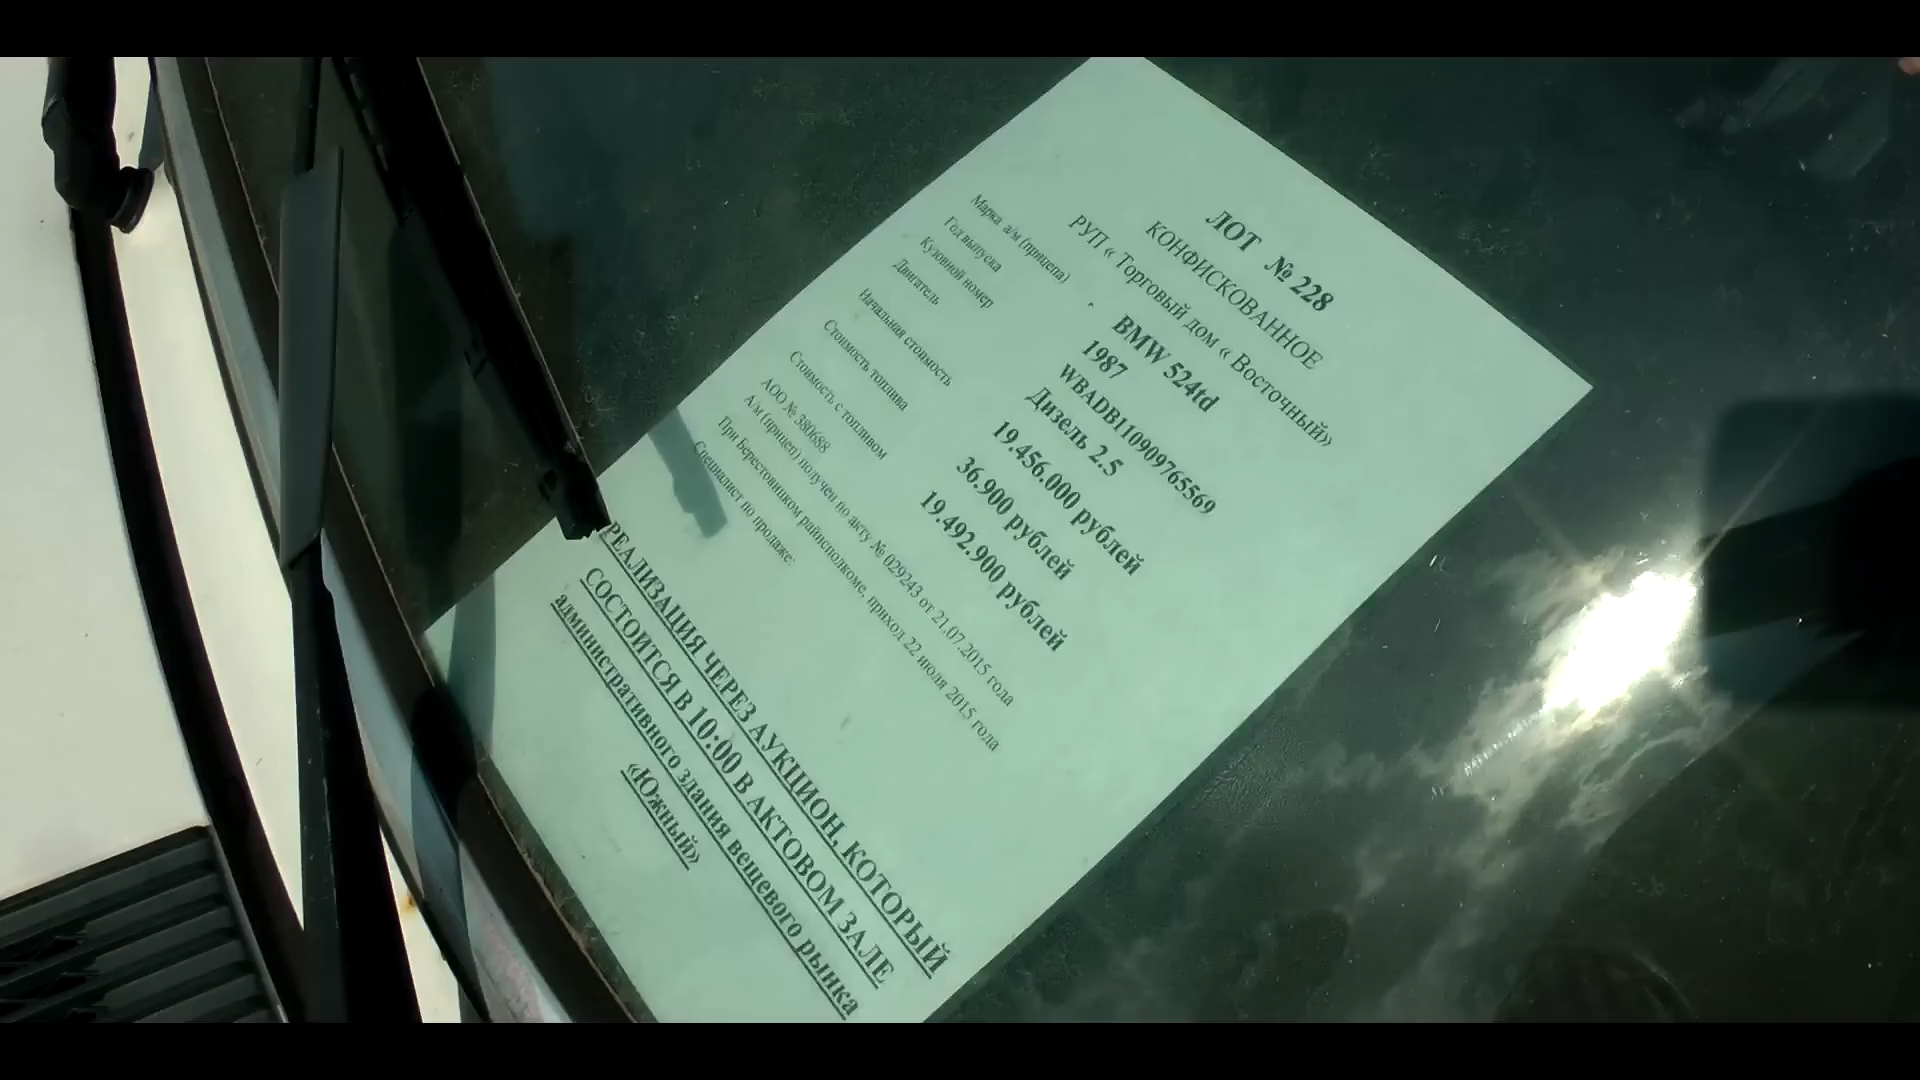 ЛОТ № 228
КОНФИСКОВАННОЕ
РУП « Торговый дом « Восточный»
Марка а/м (прицепа) BMW 524td
Год выпуска 1987
Кузовной номер WBADB110909765569
Двигатель Дизель 2.5
Начальная стоимость 19.456.000 рублей
Стоимость топлива 36.900 рублей
Стоимость с топливом 19.492.900 рублей
АОО № 380688
А/м (прицеп) получен по акту № 029243 от 21.07.2015 года
При Берестовицком райисполкоме, приход 22 июля 2015 года
Специалист по продаже:
РЕАЛИЗАЦИЯ ЧЕРЕЗ АУКЦИОН, КОТОРЫЙ
СОСТОИТСЯ В 10:00 В АКТОВОМ ЗАЛЕ
административного здания вещевого рынка
«Южный»